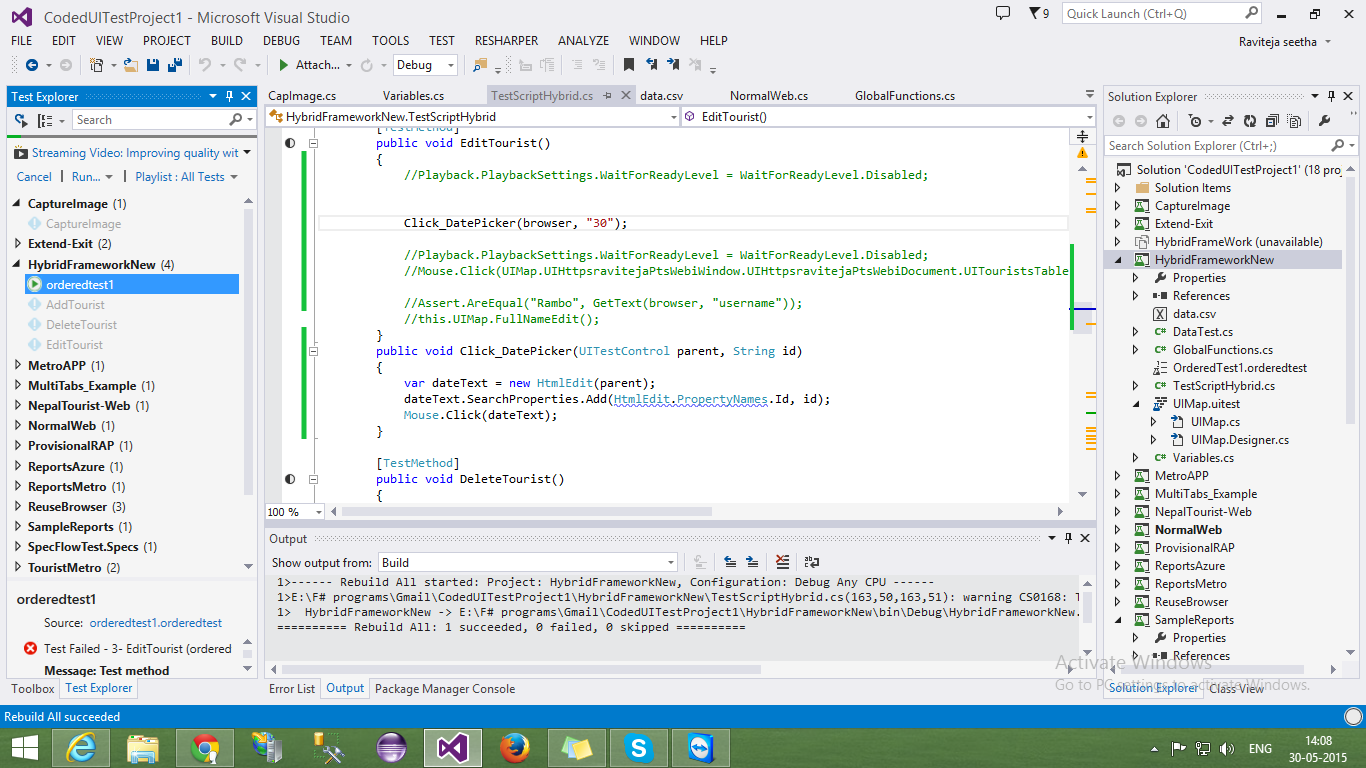 CodedUITestProject1 - Microsoft Visual Studio
9
Quick Launch (Ctrl+Q)
FILE EDIT VIEW PROJECT BUILD DEBUG TEAM TOOLS TEST RESHARPER ANALYZE WINDOW HELP
Raviteja seetha
Attach...
Debug
Test Explorer
Search
Streaming Video: Improving quality wit
Cancel | Run... | Playlist : All Tests
CaptureImage (1)
CaptureImage
Extend-Exit (2)
HybridFrameworkNew (4)
orderedtest1
AddTourist
DeleteTourist
EditTourist
MetroAPP (1)
MultiTabs_Example (1)
NepalTourist-Web (1)
NormalWeb (1)
ProvisionalRAP (1)
ReportsAzure (1)
ReportsMetro (1)
ReuseBrowser (3)
SampleReports (1)
SpecFlowTest.Specs (1)
TouristMetro (2)
orderedtest1
Source: orderedtest1.orderedtest
Test Failed - 3- EditTourist (ordered
Message: Test method
Toolbox
Test Explorer
CapImage.cs
Variables.cs
TestScriptHybrid.cs
data.csv
NormalWeb.cs
GlobalFunctions.cs
HybridFrameworkNew.TestScriptHybrid
EditTourist()
[TestMethod]
public void EditTourist()
{
//Playback.PlaybackSettings.WaitForReadyLevel = WaitForReadyLevel.Disabled;
Click_DatePicker(browser, "30");
//Playback.PlaybackSettings.WaitForReadyLevel = WaitForReadyLevel.Disabled;
//Mouse.Click(UIMap.UIHttpsravitejaPtsWebiWindow.UIHttpsravitejaPtsWebiDocument.UITouristsTable
//Assert.AreEqual("Rambo", GetText(browser, "username"));
//this.UIMap.FullNameEdit();
}
public void Click_DatePicker(UITestControl parent, String id)
{
var dateText = new HtmlEdit(parent);
dateText.SearchProperties.Add(HtmlEdit.PropertyNames.Id, id);
Mouse.Click(dateText);
}
[TestMethod]
public void DeleteTourist()
{
100 %
Output
Show output from: Build
1>------ Rebuild All started: Project: HybridFrameworkNew, Configuration: Debug Any CPU ------
1>E:\F# programs\Gmail\CodedUITestProject1\HybridFrameworkNew\TestScriptHybrid.cs(163,50,163,51): warning CS0168: T
1>  HybridFrameworkNew -> E:\F# programs\Gmail\CodedUITestProject1\HybridFrameworkNew\bin\Debug\HybridFrameworkNew.
========== Rebuild All: 1 succeeded, 0 failed, 0 skipped ==========
Error List
Output
Package Manager Console
Solution Explorer
Search Solution Explorer (Ctrl+;)
Solution 'CodedUITestProject1' (18 proj
Solution Items
CaptureImage
Extend-Exit
HybridFrameWork (unavailable)
HybridFrameworkNew
Properties
References
data.csv
DataTest.cs
GlobalFunctions.cs
OrderedTest1.orderedtest
TestScriptHybrid.cs
UIMap.uitest
UIMap.cs
UIMap.Designer.cs
Variables.cs
MetroAPP
MultiTabs_Example
NepalTourist-Web
NormalWeb
ProvisionalRAP
ReportsAzure
ReportsMetro
ReuseBrowser
SampleReports
Properties
References
Activate Windows
Go to PC settings to activate Windows.
Solution Explorer
Class View
Rebuild All succeeded
ENG
14:08
30-05-2015